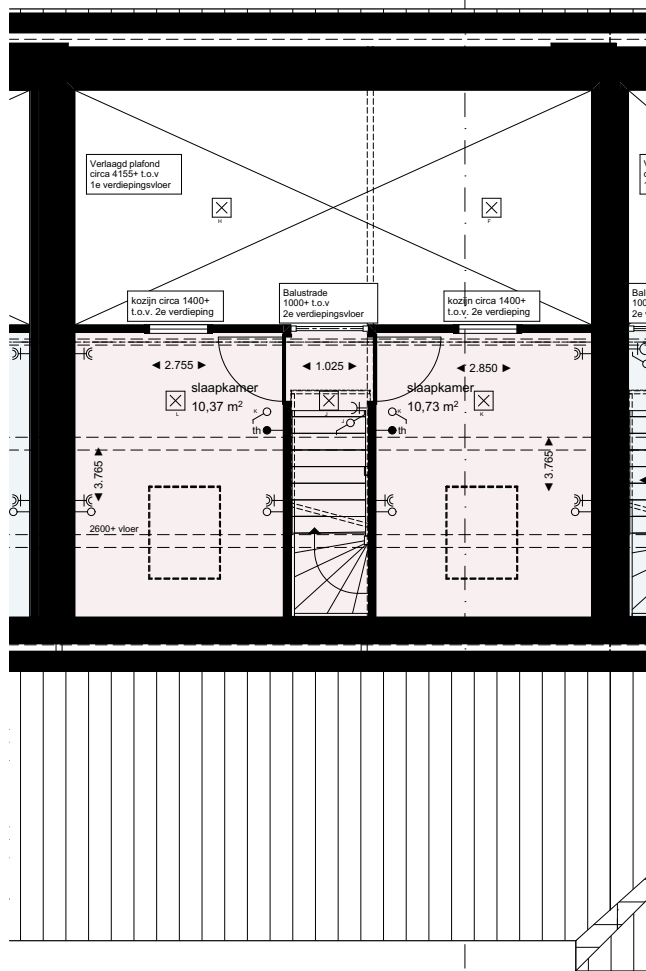 Verlaagd plafond
circa 4155+ t.o.v
1e verdiepingsvloer
H
F
kozijn circa 1400+
t.o.v. 2e verdieping
Balustrade
1000+ t.o.v
2e verdiepingsvloer
kozijn circa 1400+
t.o.v. 2e verdieping
2.755
1.025
2.850
slaapkamer
10,37 m²
slaapkamer
10,73 m²
L
J
K
K
J
K
th
th
3.765
3.765
2600+ vloer